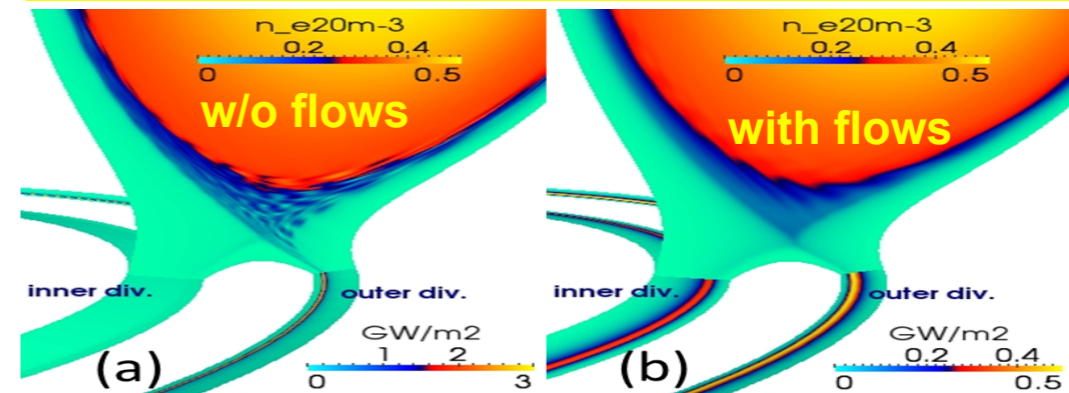 n_e20m-3
0.2 0.4
0 0.5
w/o flows
inner div.
outer div.
GW/m2
1 2
0 3
(a)
n_e20m-3
0.2 0.4
0 0.5
with flows
inner div.
outer div.
GW/m2
0.2 0.4
0 0.5
(b)